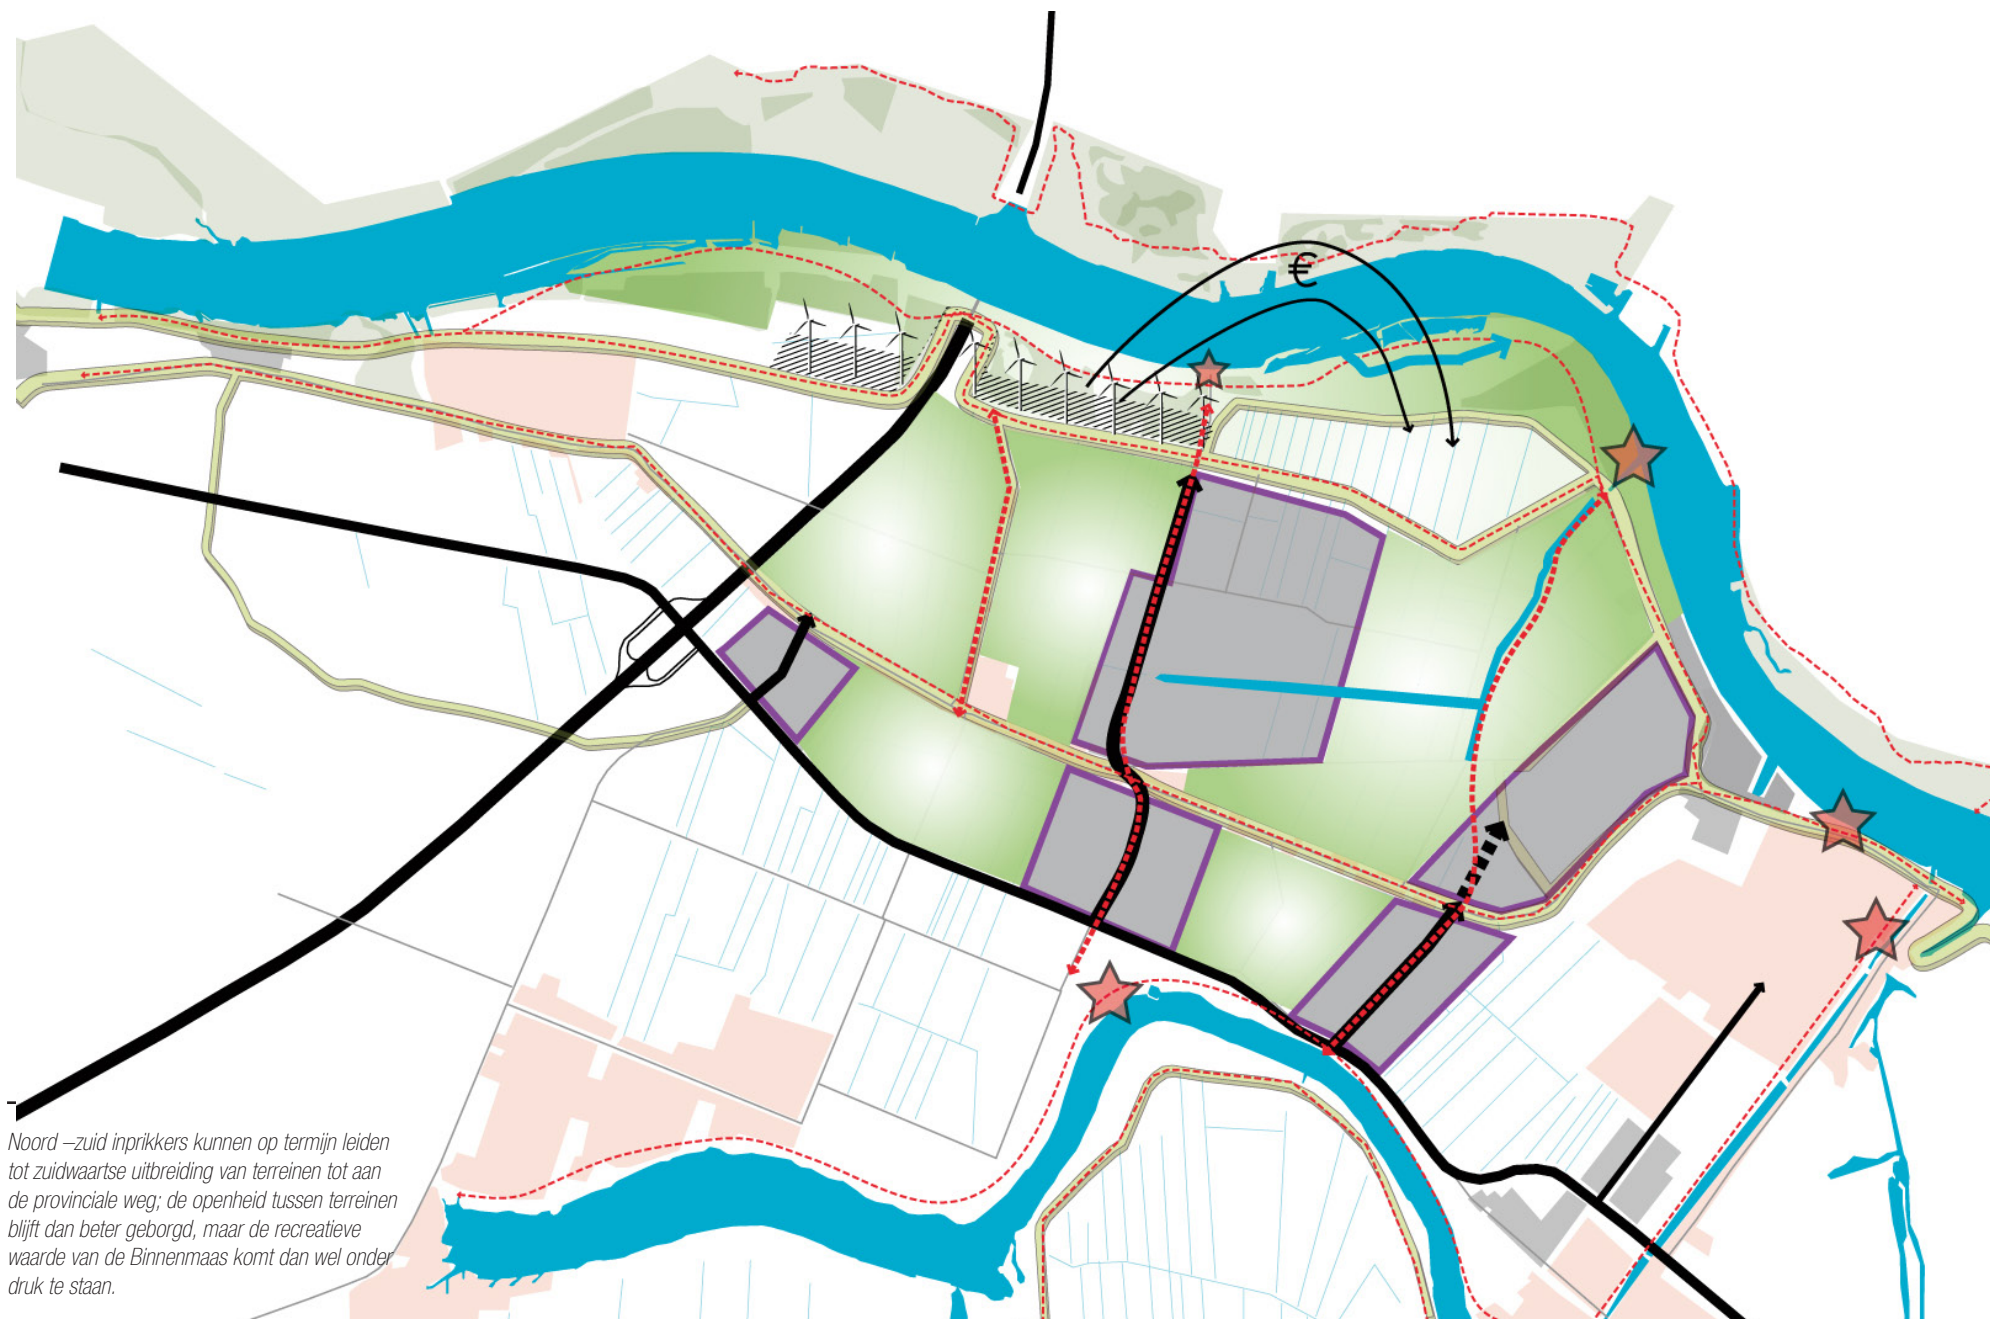 €
Noord –zuid inprikkers kunnen op termijn leiden
tot zuidwaartse uitbreiding van terreinen tot aan
de provinciale weg; de openheid tussen terreinen
blijft dan beter geborgd, maar de recreatieve
waarde van de Binnenmaas komt dan wel onder
druk te staan.